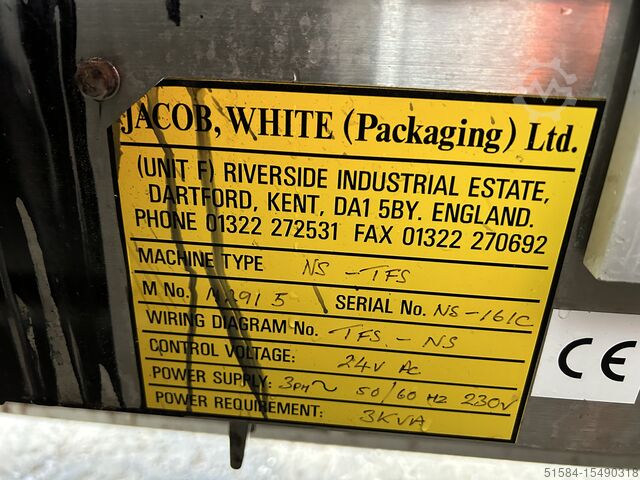 JACOB, WHITE (Packaging) Ltd.
(UNIT F) RIVERSIDE INDUSTRIAL ESTATE,
DARTFORD, KENT, DA1 5BY. ENGLAND.
PHONE 01322 272531 FAX 01322 270692
MACHINE TYPE NS-TFS
M No. M2915 SERIAL No. NS-161C
WIRING DIAGRAM No. TFS.-NS
CONTROL VOLTAGE: 24V AC
POWER SUPPLY: 3PH~ 50/60 HZ 230V
POWER REQUIREMENT: 3KVA
CE
51584-15490318